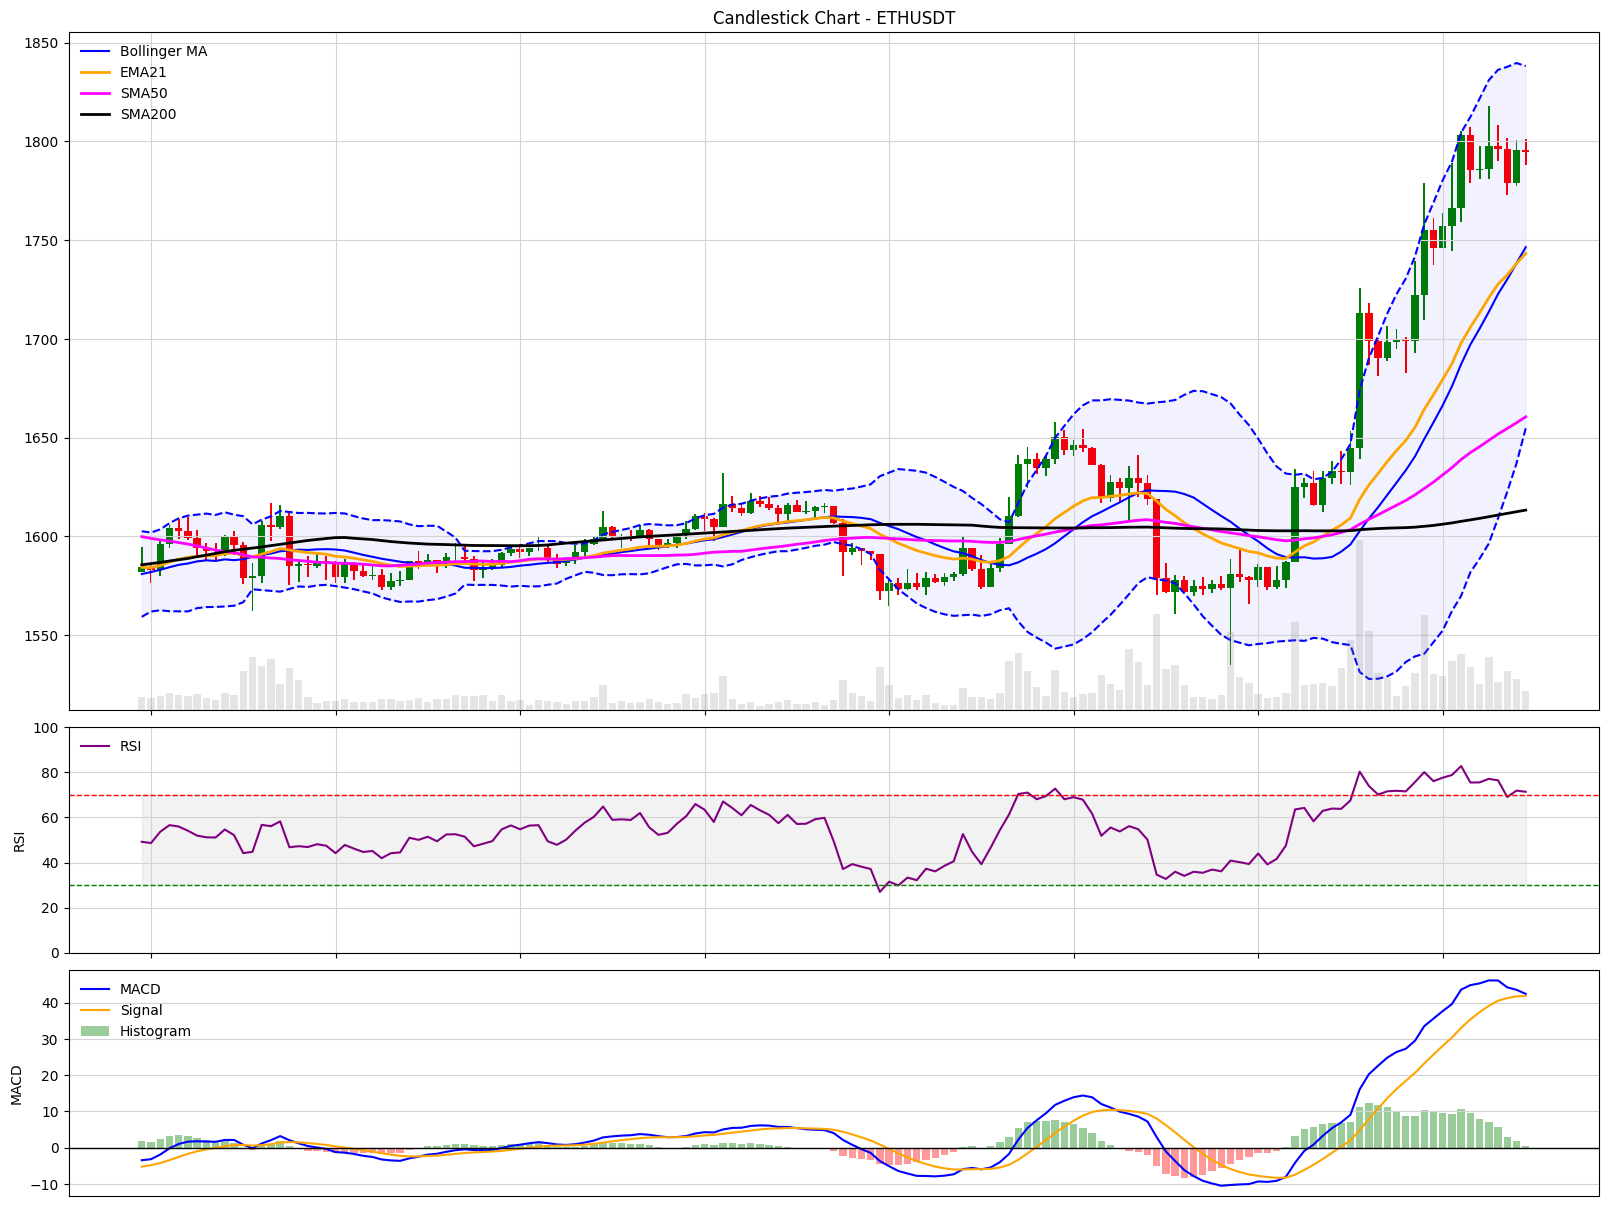 Candlestick Chart - ETHUSDT
1850
1800
1750
1700
1650
1600
1550
Bollinger MA
EMA21
SMA50
SMA200
100
80
60
40
20
0
RSI
RSI
40
30
20
10
0
−10
MACD
MACD
Signal
Histogram